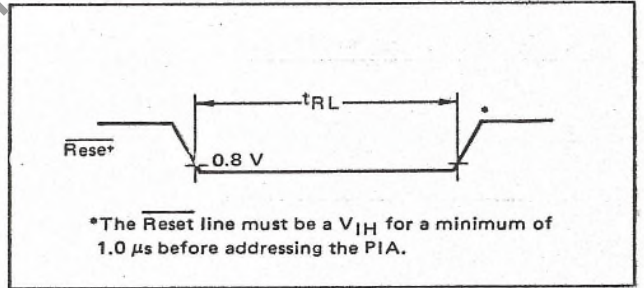 tRL
*
Reset
0.8 V
*The Reset line must be a VIH for a minimum of
1.0 μs before addressing the PIA.